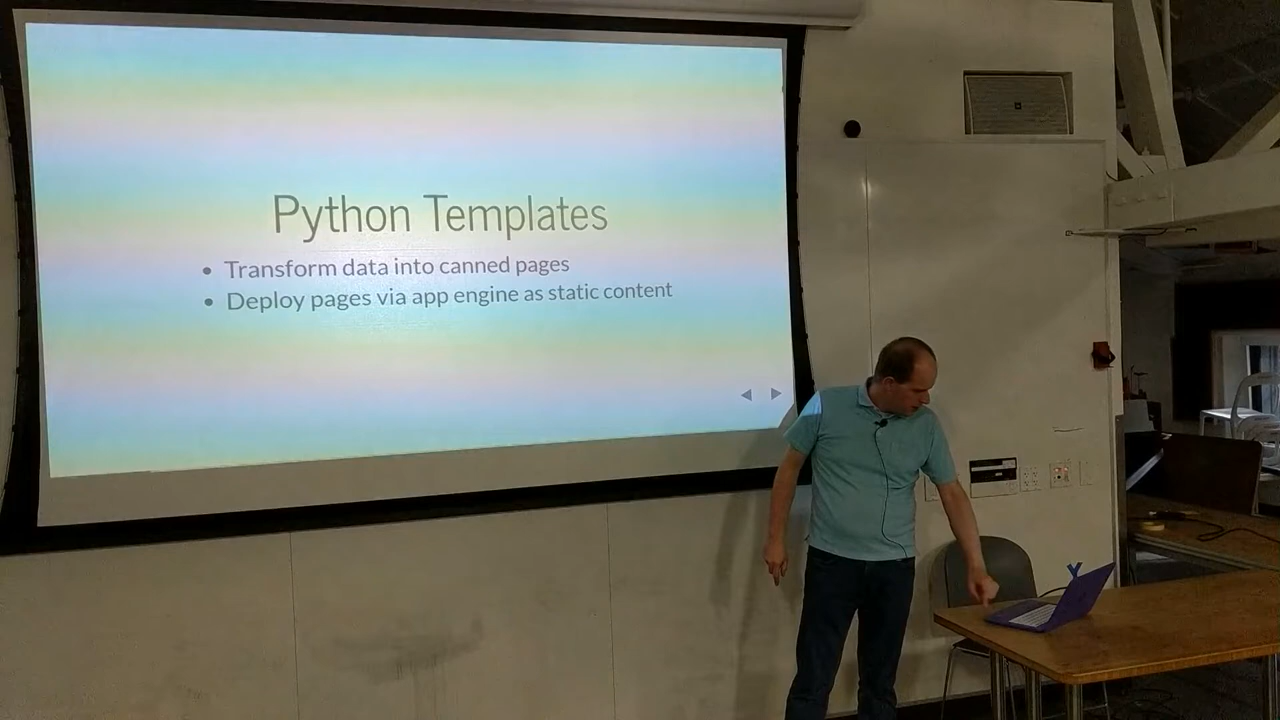 Python Templates
Transform data into canned pages
Deploy pages via app engine as static content